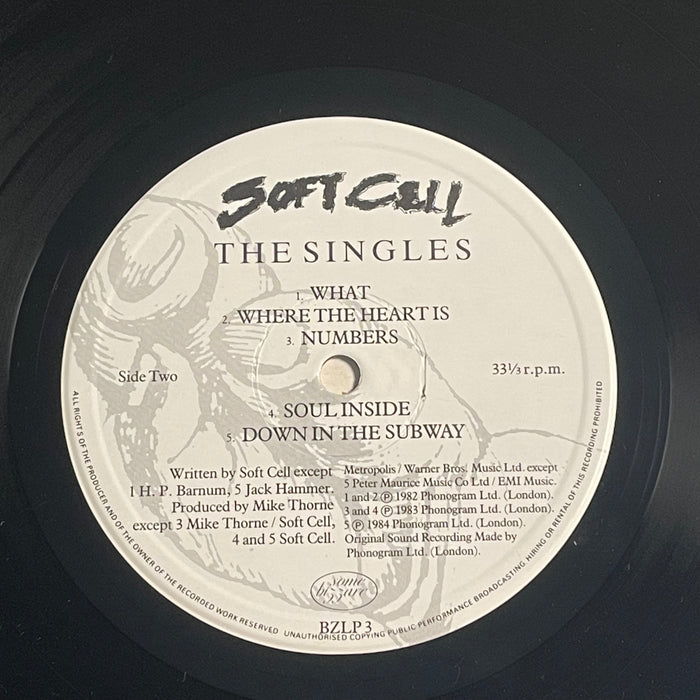 SOFT CELL
THE SINGLES
1. WHAT
2. WHERE THE HEART IS
3. NUMBERS
Side Two
33⅓ r.p.m.
4. SOUL INSIDE
5. DOWN IN THE SUBWAY
Written by Soft Cell except
1 H. P. Barnum, 5 Jack Hammer.
Produced by Mike Thorne
except 3 Mike Thorne / Soft Cell,
4 and 5 Soft Cell.
Metropolis / Warner Bros. Music Ltd. except
5 Peter Maurice Music Co Ltd / EMI Music.
1 and 2 ℗ 1982 Phonogram Ltd. (London).
3 and 4 ℗ 1983 Phonogram Ltd. (London).
5 ℗ 1984 Phonogram Ltd. (London).
Original Sound Recording Made by
Phonogram Ltd. (London).
some bizzare
BZLP 3
ALL RIGHTS OF THE PRODUCER AND OF THE OWNER OF THE RECORDED WORK RESERVED UNAUTHORISED COPYING PUBLIC PERFORMANCE BROADCASTING HIRING OR RENTAL OF THIS RECORDING PROHIBITED